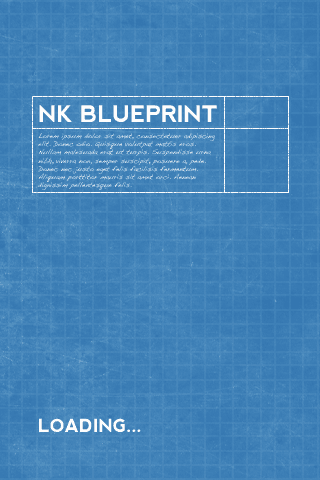 NK BLUEPRINT
Lorem ipsum dolor sit amet, consectetuer adipiscing
elit. Donec odio. Quisque volutpat mattis eros.
Nullam malesuada erat ut turpis. Suspendisse urna
nibh, viverra non, semper suscipit, posuere a, pede.
Donec nec justo eget felis facilisis fermentum.
Aliquam porttitor mauris sit amet orci. Aenean
dignissim pellentesque felis.
LOADING...